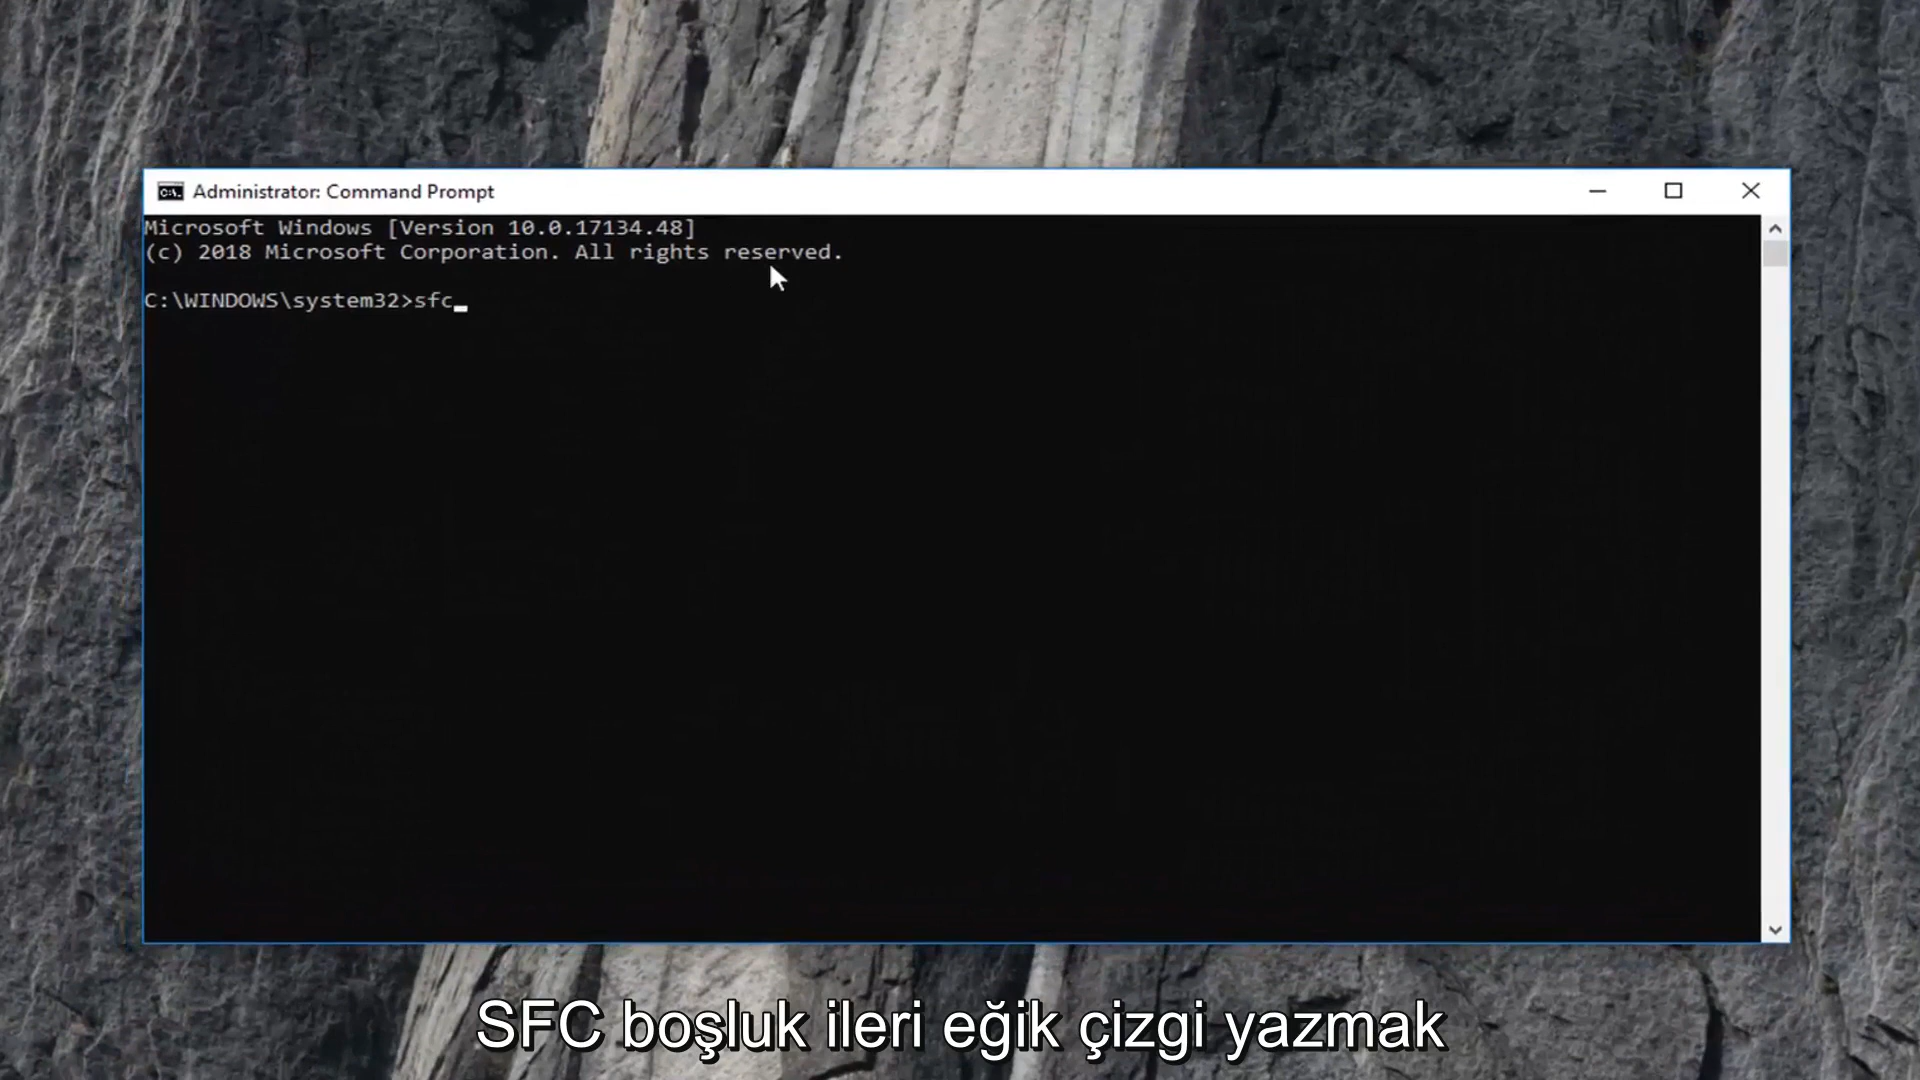 Administrator: Command Prompt
Microsoft Windows [Version 10.0.17134.48]
(c) 2018 Microsoft Corporation. All rights reserved.
C:\WINDOWS\system32>sfc
SFC boşluk ileri eğik çizgi yazmak